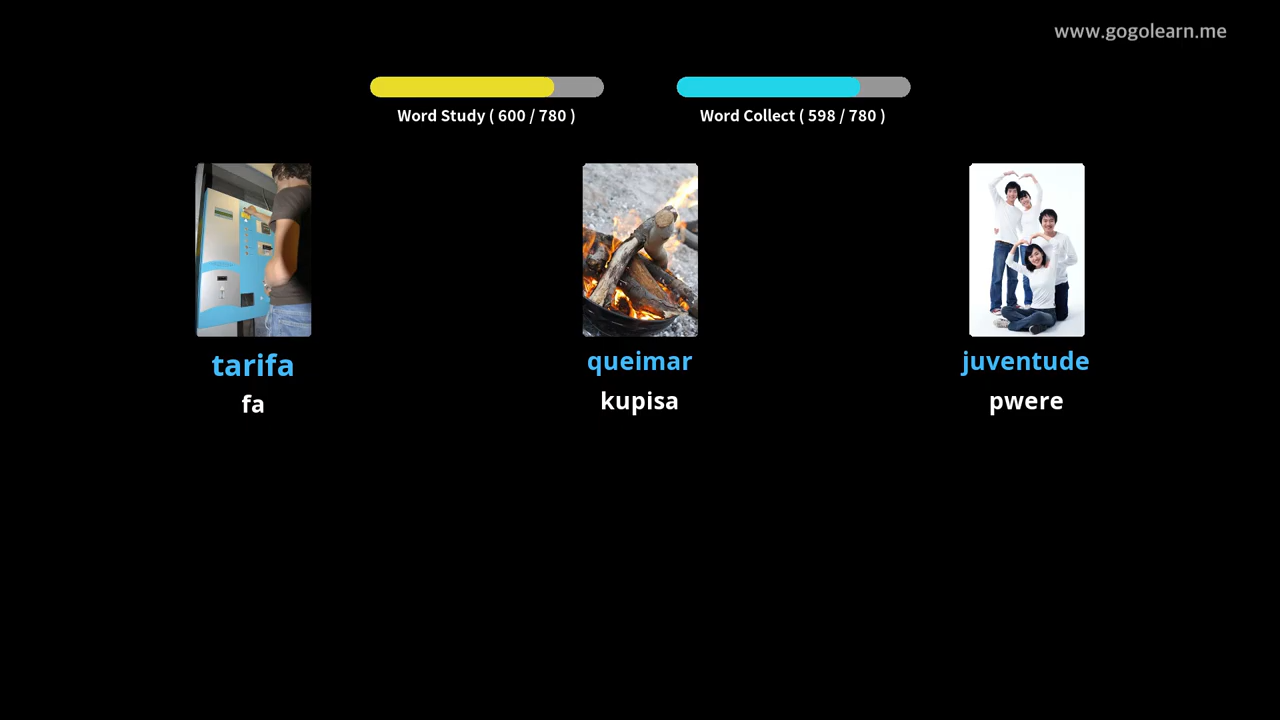 www.gogolearn.me
Word Study ( 600 / 780 )
Word Collect ( 598 / 780 )
tarifa
fa
queimar
kupisa
juventude
pwere